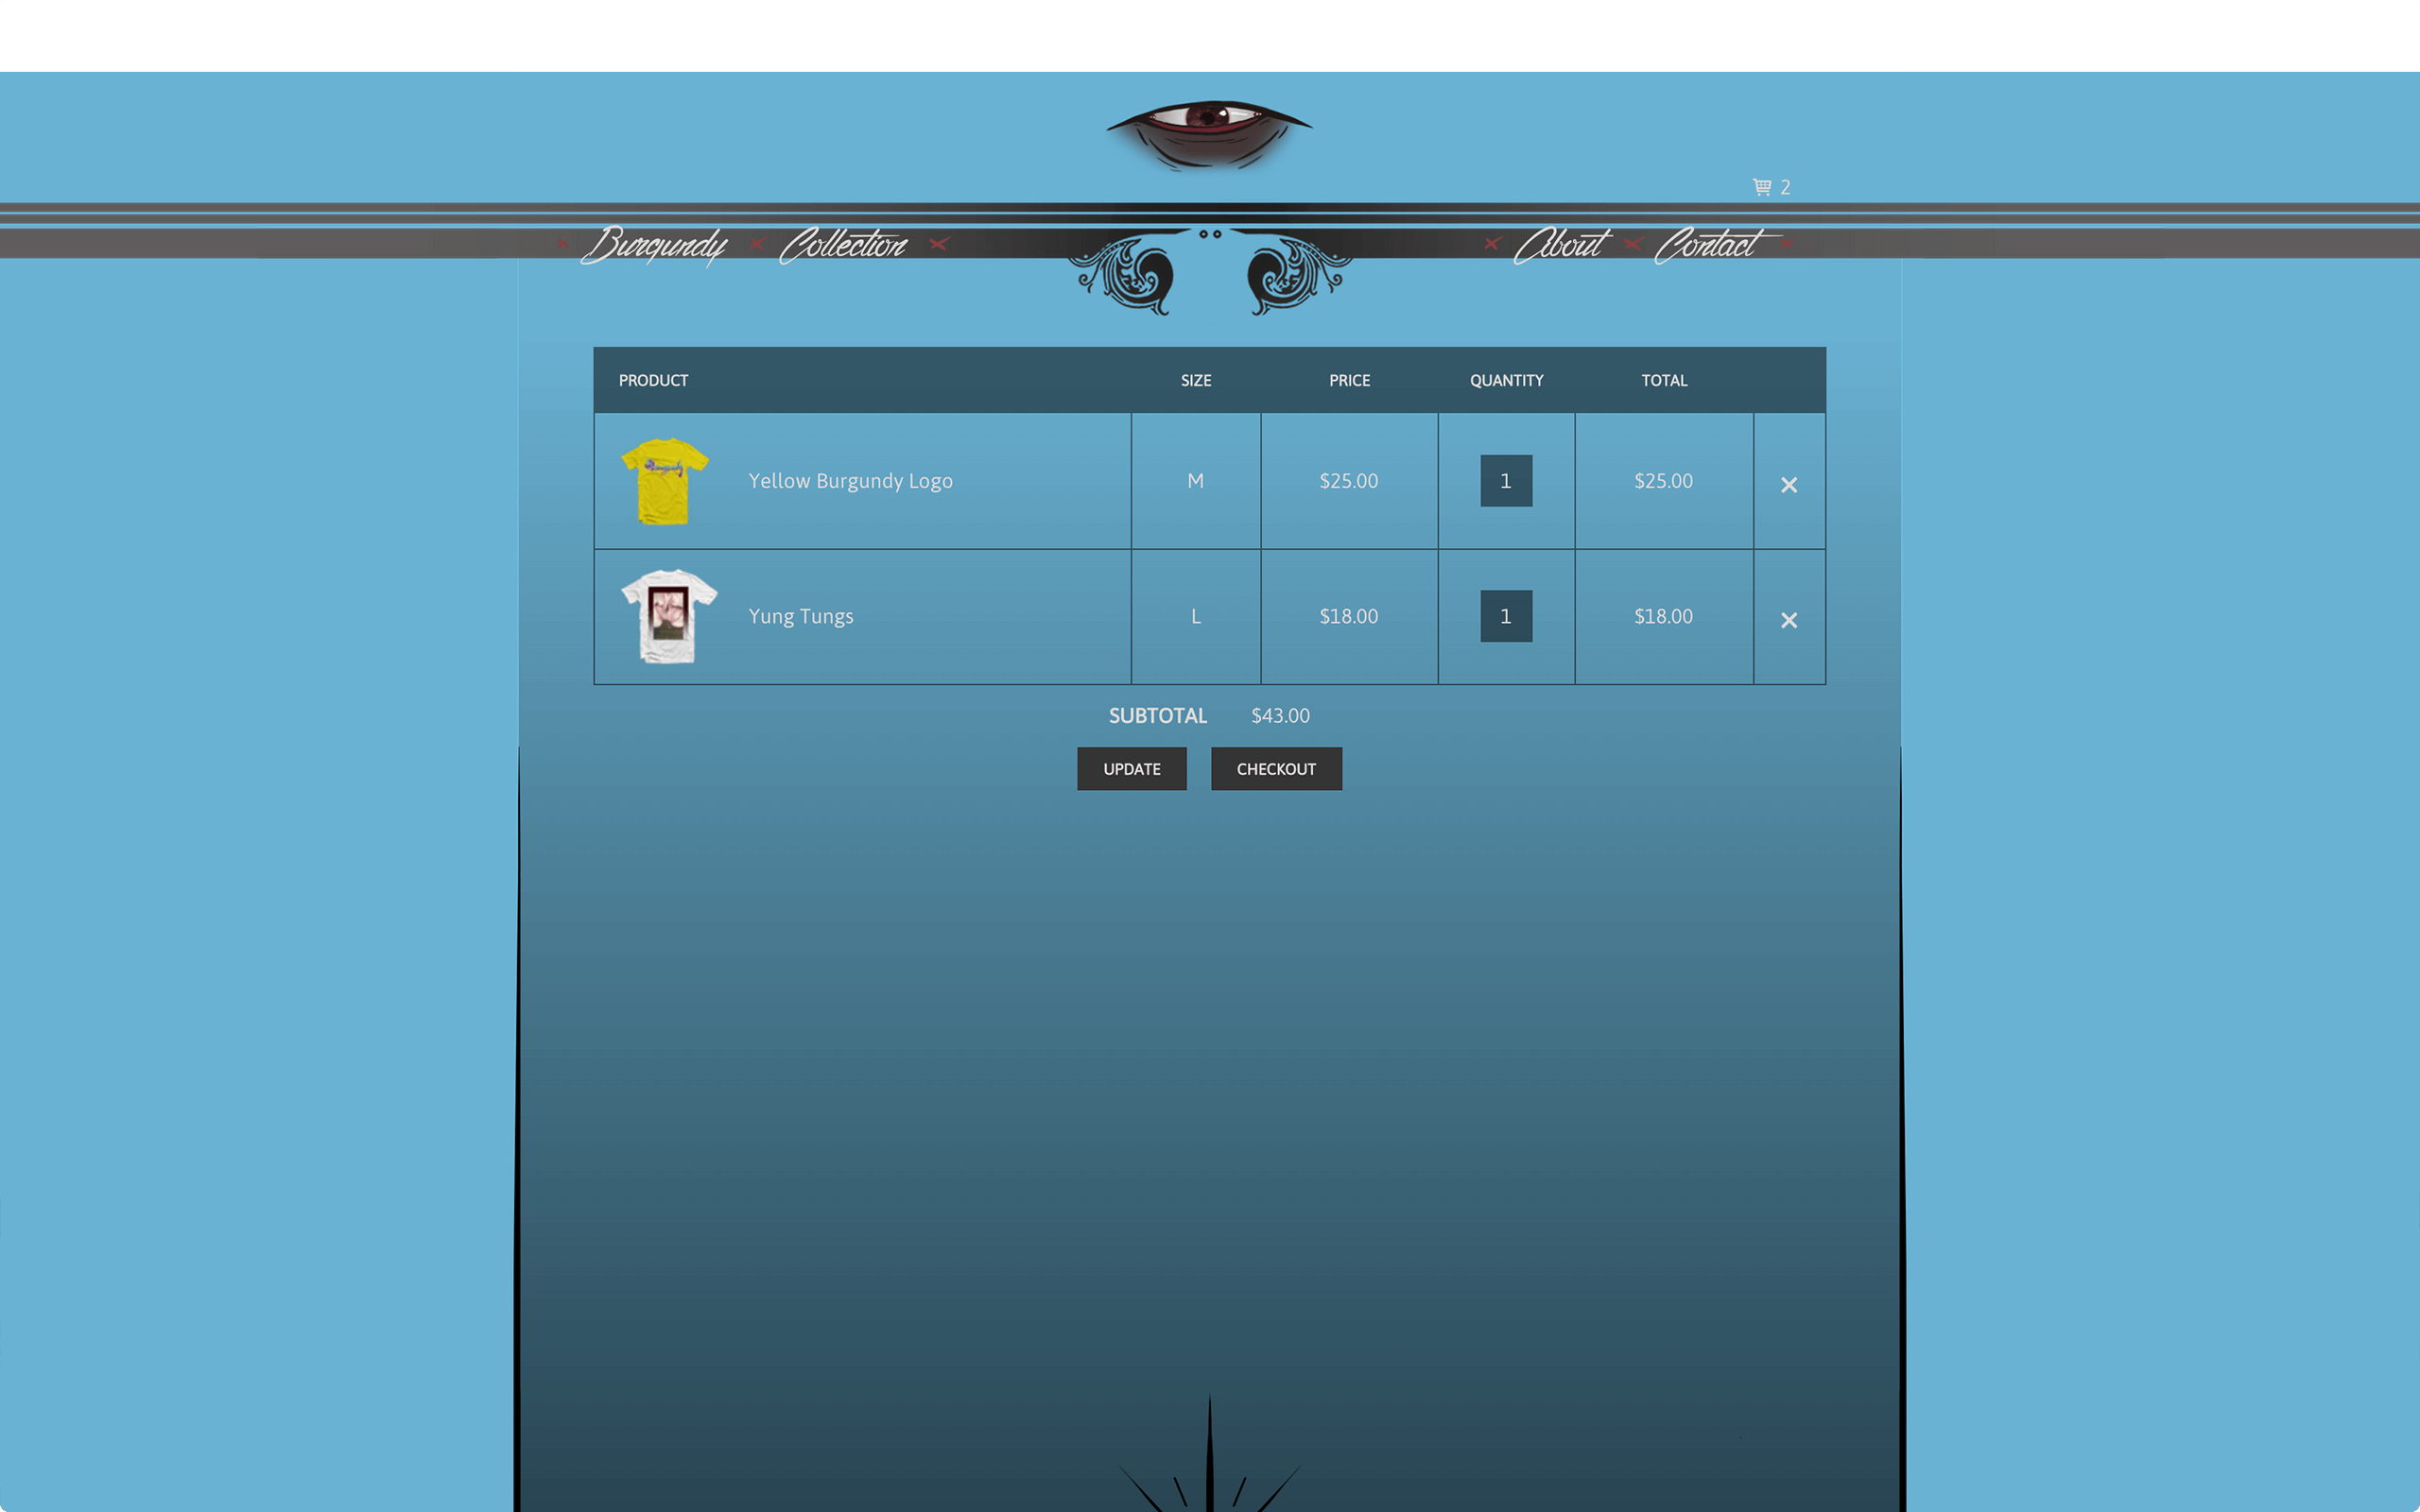 2
Burgundy Collection About Contact
PRODUCT SIZE PRICE QUANTITY TOTAL
Yellow Burgundy Logo M $25.00 1 $25.00 ×
Yung Tungs L $18.00 1 $18.00 ×
SUBTOTAL $43.00
UPDATE CHECKOUT